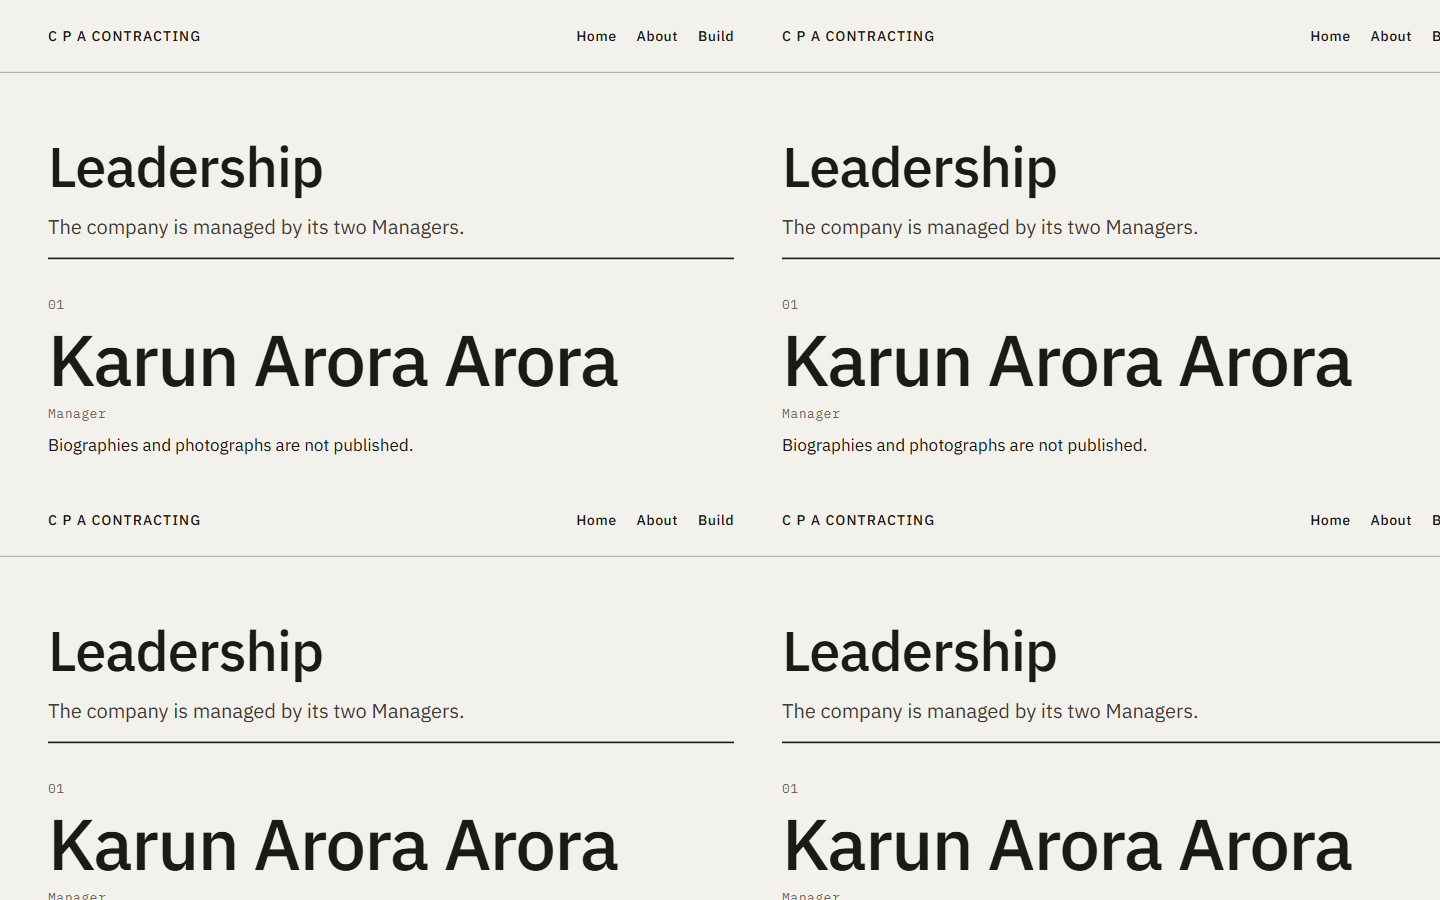 C P A CONTRACTING Home About Build C P A CONTRACTING Home About
Leadership Leadership
The company is managed by its two Managers. The company is managed by its two Managers.
01 01
Karun Arora Arora Karun Arora Arora
Manager Manager
Biographies and photographs are not published. Biographies and photographs are not published.
C P A CONTRACTING Home About Build C P A CONTRACTING Home About
Leadership Leadership
The company is managed by its two Managers. The company is managed by its two Managers.
01 01
Karun Arora Arora Karun Arora Arora
Manager Manager